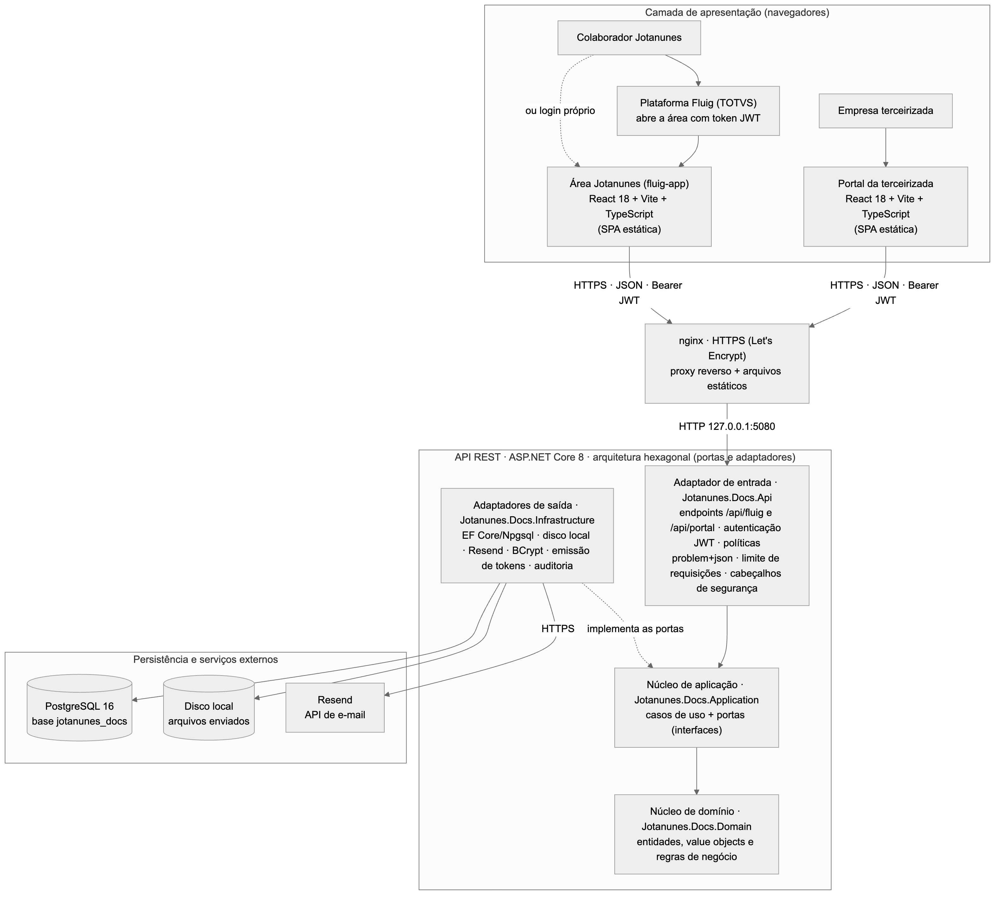 Camada de apresentação (navegadores)
Colaborador Jotanunes
ou login próprio
Plataforma Fluig (TOTVS)
abre a área com token JWT
Empresa terceirizada
Área Jotanunes (fluig-app)
React 18 + Vite +
TypeScript
(SPA estática)
Portal da terceirizada
React 18 + Vite +
TypeScript
(SPA estática)
HTTPS · JSON · Bearer
JWT
HTTPS · JSON · Bearer
JWT
nginx · HTTPS (Let's
Encrypt)
proxy reverso + arquivos
estáticos
HTTP 127.0.0.1:5080
API REST · ASP.NET Core 8 · arquitetura hexagonal (portas e adaptadores)
Adaptadores de saída ·
Jotanunes.Docs.Infrastructure
EF Core/Npgsql · disco local
· Resend · BCrypt · emissão
de tokens · auditoria
Adaptador de entrada ·
Jotanunes.Docs.Api
endpoints /api/fluig e
/api/portal · autenticação
JWT · políticas
problem+json · limite de
requisições · cabeçalhos
de segurança
HTTPS
implementa as portas
Persistência e serviços externos
PostgreSQL 16
base jotanunes_docs
Disco local
arquivos enviados
Resend
API de e-mail
Núcleo de aplicação ·
Jotanunes.Docs.Application
casos de uso + portas
(interfaces)
Núcleo de domínio ·
Jotanunes.Docs.Domain
entidades, value objects e
regras de negócio